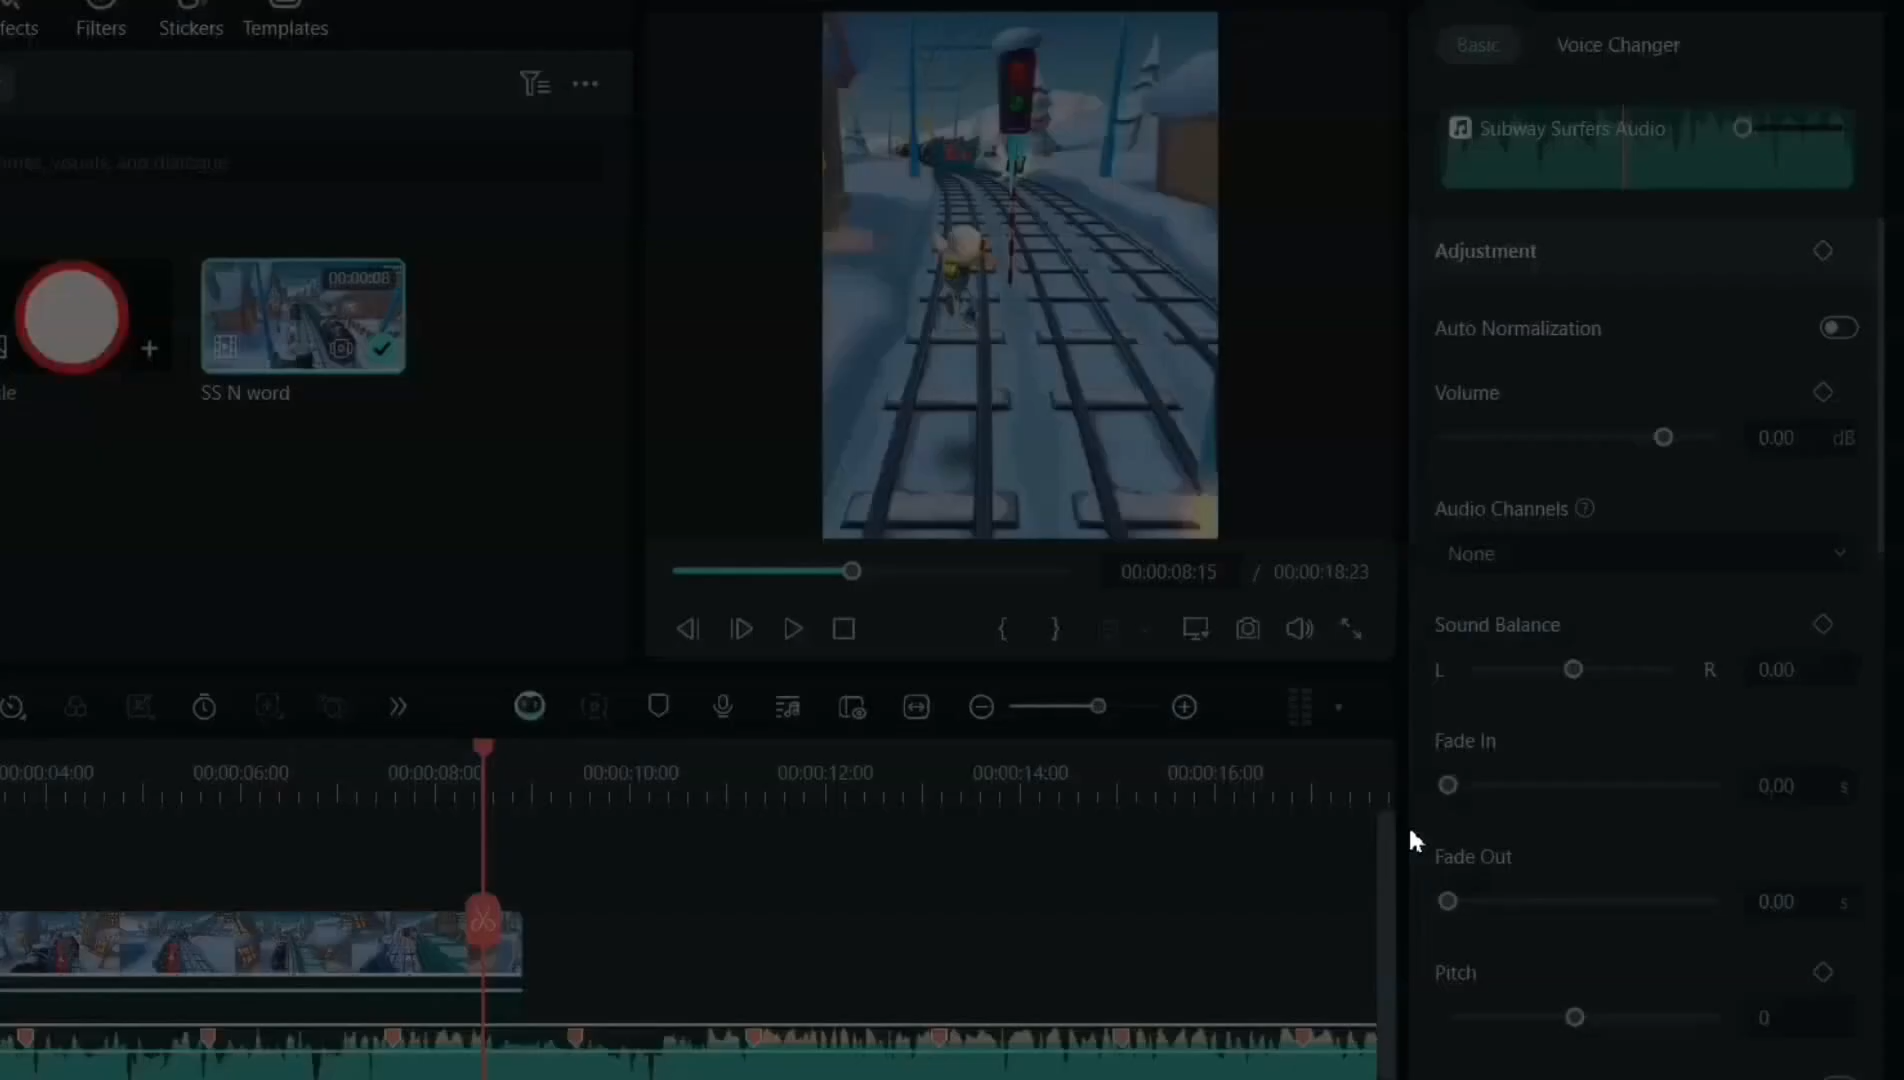 fects Filters Stickers Templates
Basic Voice Changer
Subway Surfers Audio
visuals, and dialogue
00:00:08
SS N word
Adjustment
Auto Normalization
Volume
0.00 dB
Audio Channels ?
None
00:00:08:15 / 00:00:18:23
Sound Balance
L R 0.00
Fade In
0.00 s
Fade Out
0.00 s
Pitch
0
00:00:04:00 00:00:06:00 00:00:08:00 00:00:10:00 00:00:12:00 00:00:14:00 00:00:16:00